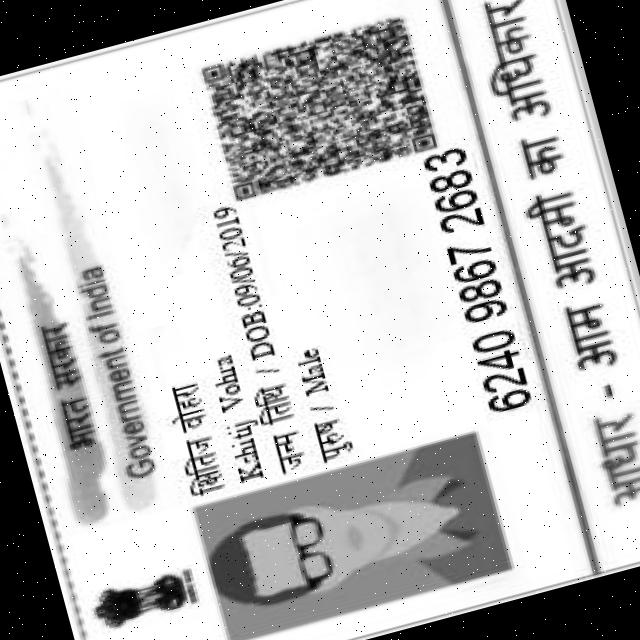 भारत सरकार
Government of India
क्षितिज वोहरा
Kshitij Vohra
जन्म तिथि / DOB:09/06/2019
पुरुष / Male
6240 9867 2683
आधार - आम आदमी का अधिकार